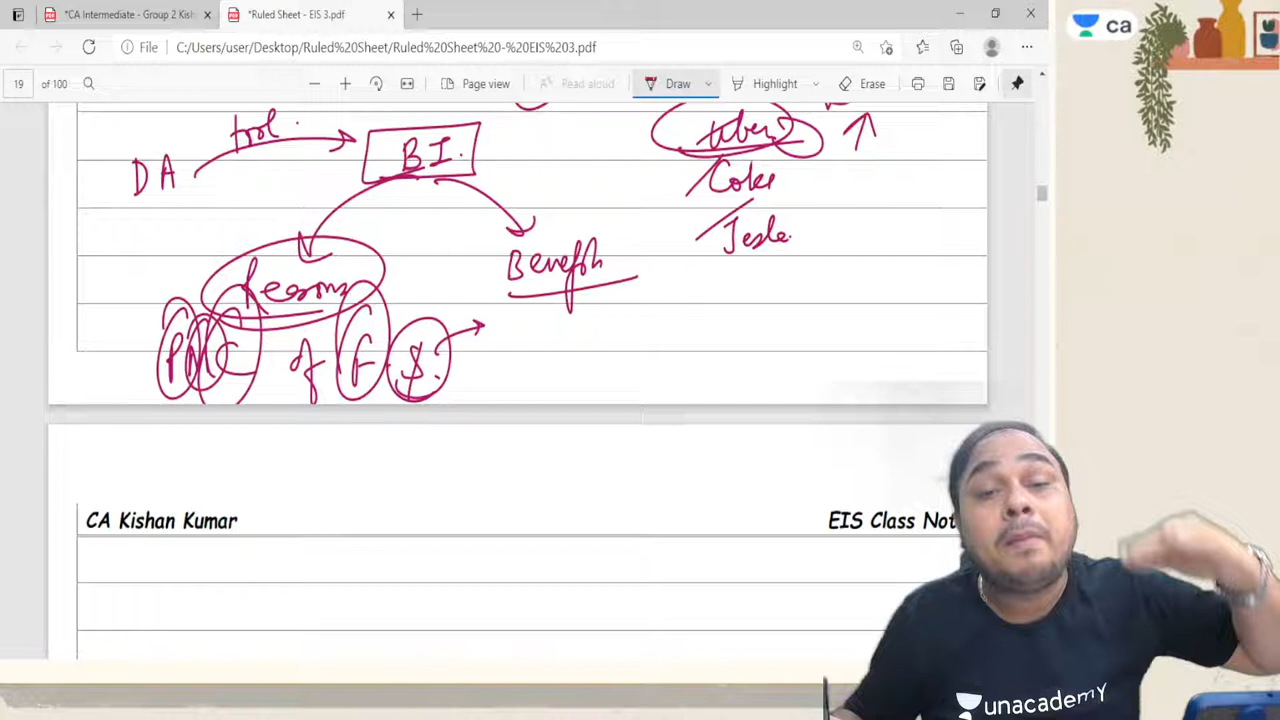 *CA Intermediate - Group 2 Kish
*Ruled Sheet - EIS 3.pdf
File C:/Users/user/Desktop/Ruled%20Sheet/Ruled%20Sheet%20-%20EIS%203.pdf
19 of 100
Page view
Read aloud
Draw
Highlight
Erase
ca
DA
tool.
BI.
Uber
Coke
Tesla
Reasons
Benefits
P M C of F S.
CA Kishan Kumar
EIS Class Not
unacademy